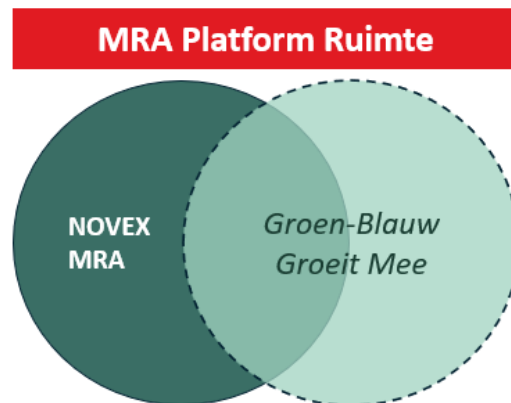 MRA Platform Ruimte
NOVEX
MRA
Groen-Blauw
Groeit Mee